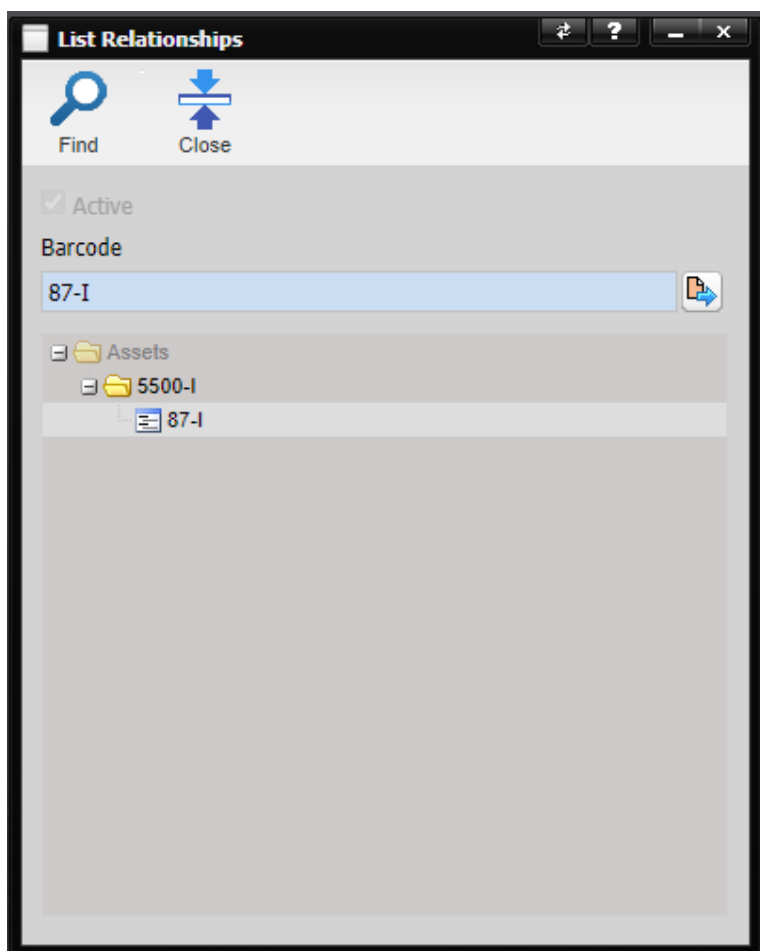 List Relationships ?
Find Close
Active
Barcode
87-I
Assets
5500-I
87-I